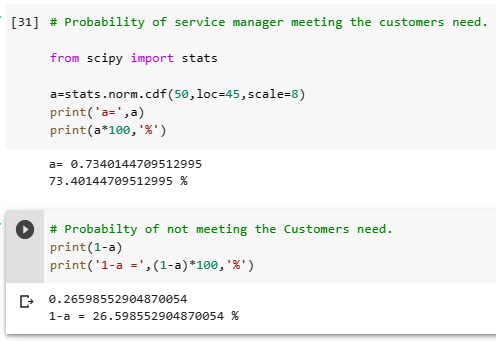 [31] # Probability of service manager meeting the customers need.
from scipy import stats
a=stats.norm.cdf(50,loc=45,scale=8)
print('a=',a)
print(a*100,'%')
a= 0.7340144709512995
73.40144709512995 %
# Probabilty of not meeting the Customers need.
print(1-a)
print('1-a =',(1-a)*100,'%')
0.26598552904870054
1-a = 26.598552904870054 %